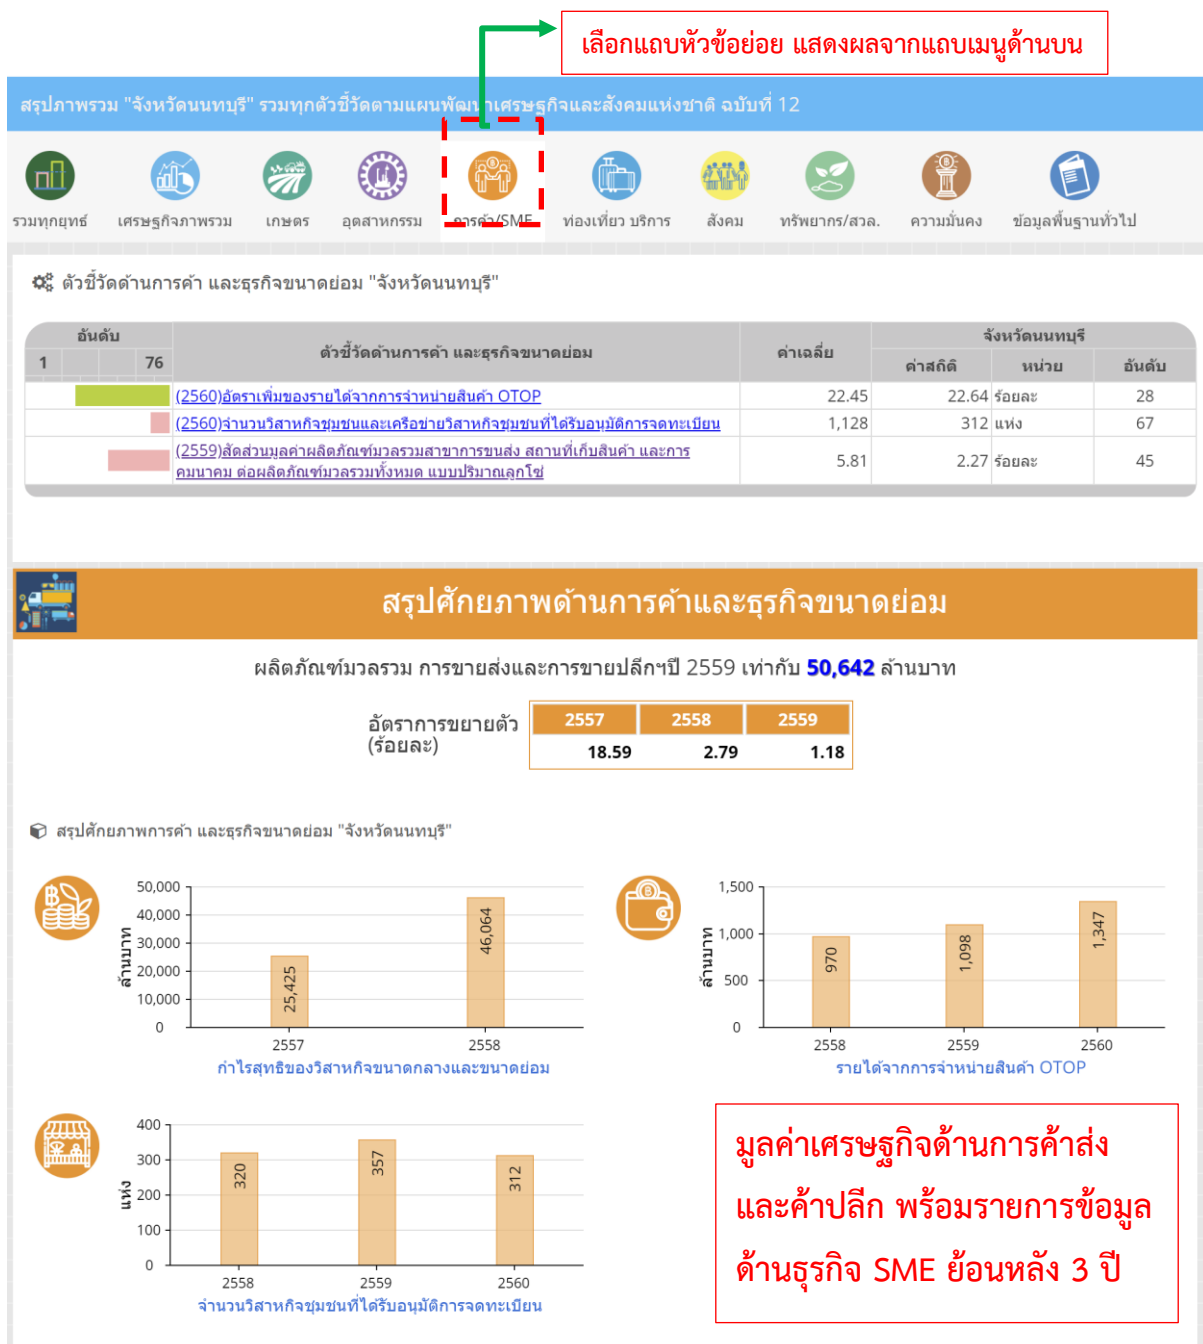 เลือกแถบหัวข้อย่อย แสดงผลจากแถบเมนูด้านบน
สรุปภาพรวม "จังหวัดนนทบุรี" รวมทุกตัวชี้วัดตามแผนพัฒนาเศรษฐกิจและสังคมแห่งชาติ ฉบับที่ 12
รวมทุกยุทธ์ เศรษฐกิจภาพรวม เกษตร อุตสาหกรรม การค้า/SME ท่องเที่ยว บริการ สังคม ทรัพยากร/สวล. ความมั่นคง ข้อมูลพื้นฐานทั่วไป
ตัวชี้วัดด้านการค้า และธุรกิจขนาดย่อม "จังหวัดนนทบุรี"
อันดับ ตัวชี้วัดด้านการค้า และธุรกิจขนาดย่อม ค่าเฉลี่ย จังหวัดนนทบุรี
1 76 ค่าสถิติ หน่วย อันดับ
(2560)อัตราเพิ่มของรายได้จากการจำหน่ายสินค้า OTOP 22.45 22.64 ร้อยละ 28
(2560)จำนวนวิสาหกิจชุมชนและเครือข่ายวิสาหกิจชุมชนที่ได้รับอนุมัติการจดทะเบียน 1,128 312 แห่ง 67
(2559)สัดส่วนมูลค่าผลิตภัณฑ์มวลรวมสาขาการขนส่ง สถานที่เก็บสินค้า และการ
คมนาคม ต่อผลิตภัณฑ์มวลรวมทั้งหมด แบบปริมาณลูกโซ่ 5.81 2.27 ร้อยละ 45
สรุปศักยภาพด้านการค้าและธุรกิจขนาดย่อม
ผลิตภัณฑ์มวลรวม การขายส่งและการขายปลีกฯปี 2559 เท่ากับ 50,642 ล้านบาท
อัตราการขยายตัว 2557 2558 2559
(ร้อยละ) 18.59 2.79 1.18
สรุปศักยภาพการค้า และธุรกิจขนาดย่อม "จังหวัดนนทบุรี"
ล้านบาท
50,000
40,000
30,000
20,000
10,000
0
25,425
46,064
2557 2558
กำไรสุทธิของวิสาหกิจขนาดกลางและขนาดย่อม
ล้านบาท
1,500
1,000
500
0
970
1,098
1,347
2558 2559 2560
รายได้จากการจำหน่ายสินค้า OTOP
แห่ง
400
300
200
100
0
320
357
312
2558 2559 2560
จำนวนวิสาหกิจชุมชนที่ได้รับอนุมัติการจดทะเบียน
มูลค่าเศรษฐกิจด้านการค้าส่ง
และค้าปลีก พร้อมรายการข้อมูล
ด้านธุรกิจ SME ย้อนหลัง 3 ปี